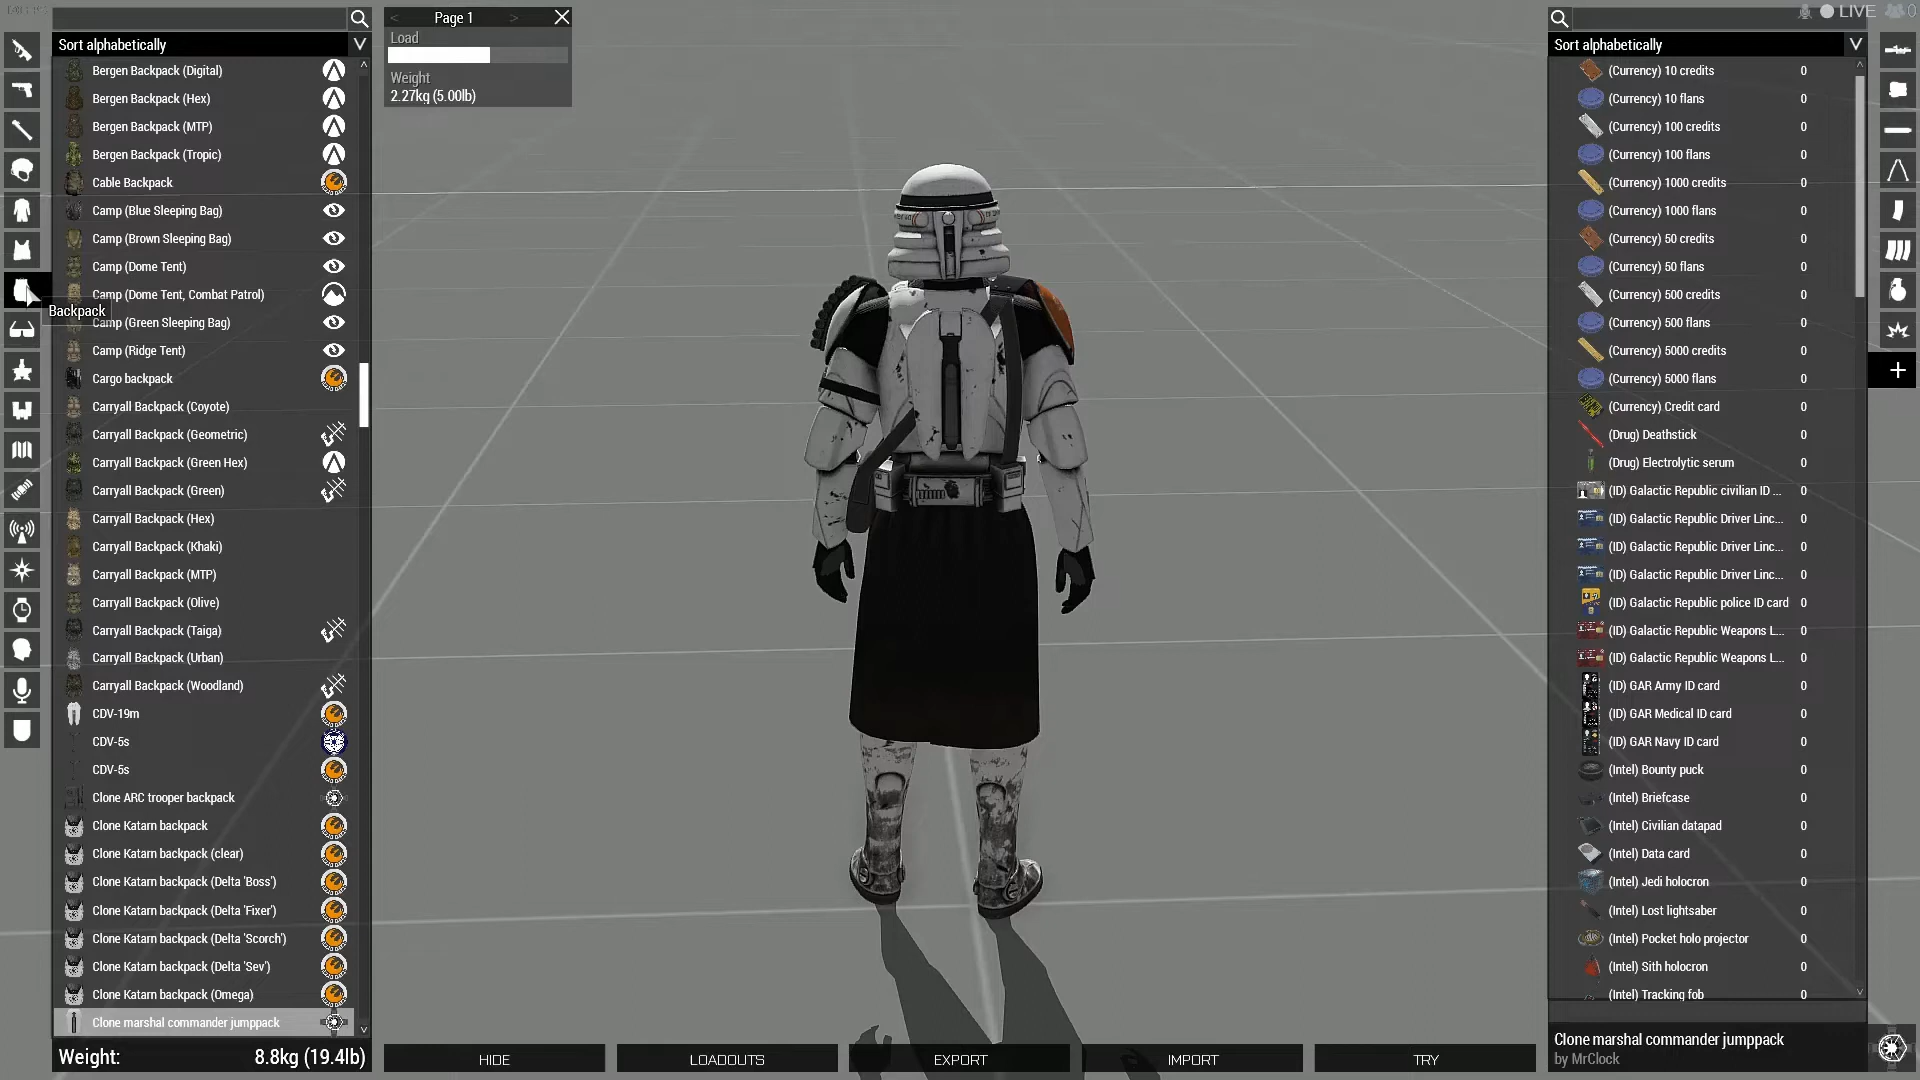 Page 1
LIVE
0
Load
Sort alphabetically
Weight
2.27kg (5.00lb)
Bergen Backpack (Digital)
Bergen Backpack (Hex)
Bergen Backpack (MTP)
Bergen Backpack (Tropic)
Cable Backpack
Camp (Blue Sleeping Bag)
Camp (Brown Sleeping Bag)
Camp (Dome Tent)
Camp (Dome Tent, Combat Patrol)
Backpack
Camp (Green Sleeping Bag)
Camp (Ridge Tent)
Cargo backpack
Carryall Backpack (Coyote)
Carryall Backpack (Geometric)
Carryall Backpack (Green Hex)
Carryall Backpack (Green)
Carryall Backpack (Hex)
Carryall Backpack (Khaki)
Carryall Backpack (MTP)
Carryall Backpack (Olive)
Carryall Backpack (Taiga)
Carryall Backpack (Urban)
Carryall Backpack (Woodland)
CDV-19m
CDV-5s
CDV-5s
Clone ARC trooper backpack
Clone Katarn backpack
Clone Katarn backpack (clear)
Clone Katarn backpack (Delta 'Boss')
Clone Katarn backpack (Delta 'Fixer')
Clone Katarn backpack (Delta 'Scorch')
Clone Katarn backpack (Delta 'Sev')
Clone Katarn backpack (Omega)
Clone marshal commander jumppack
Weight: 8.8kg (19.4lb)
HIDE
LOADOUTS
EXPORT
IMPORT
TRY
Sort alphabetically
(Currency) 10 credits 0
(Currency) 10 flans 0
(Currency) 100 credits 0
(Currency) 100 flans 0
(Currency) 1000 credits 0
(Currency) 1000 flans 0
(Currency) 50 credits 0
(Currency) 50 flans 0
(Currency) 500 credits 0
(Currency) 500 flans 0
(Currency) 5000 credits 0
(Currency) 5000 flans 0
(Currency) Credit card 0
(Drug) Deathstick 0
(Drug) Electrolytic serum 0
(ID) Galactic Republic civilian ID ... 0
(ID) Galactic Republic Driver Linc... 0
(ID) Galactic Republic Driver Linc... 0
(ID) Galactic Republic Driver Linc... 0
(ID) Galactic Republic police ID card 0
(ID) Galactic Republic Weapons L... 0
(ID) Galactic Republic Weapons L... 0
(ID) GAR Army ID card 0
(ID) GAR Medical ID card 0
(ID) GAR Navy ID card 0
(Intel) Bounty puck 0
(Intel) Briefcase 0
(Intel) Civilian datapad 0
(Intel) Data card 0
(Intel) Jedi holocron 0
(Intel) Lost lightsaber 0
(Intel) Pocket holo projector 0
(Intel) Sith holocron 0
(Intel) Tracking fob 0
Clone marshal commander jumppack
by MrClock